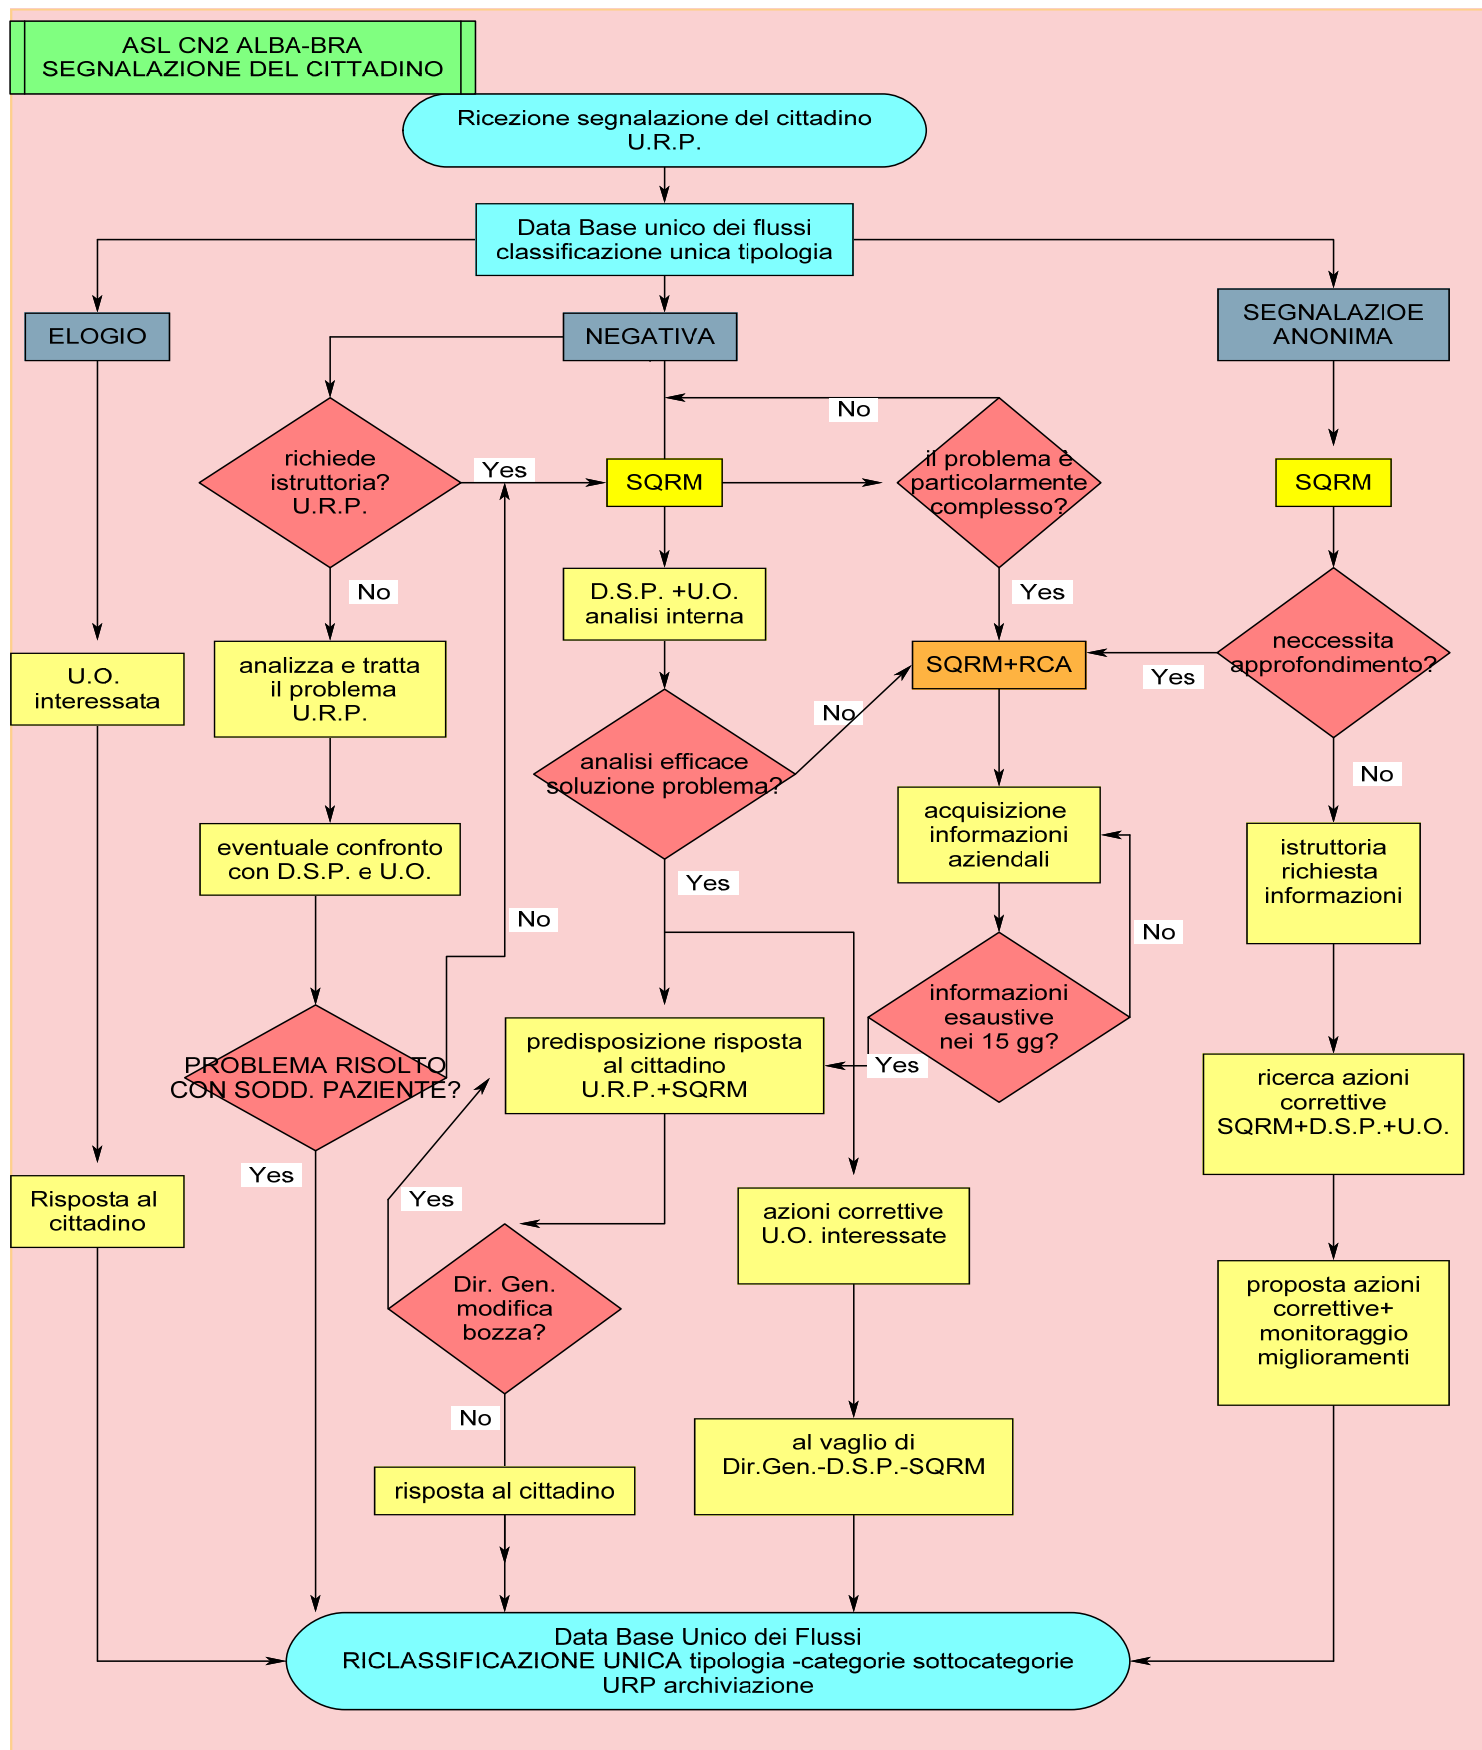 ASL CN2 ALBA-BRA
SEGNALAZIONE DEL CITTADINO
Ricezione segnalazione del cittadino
U.R.P.
Data Base unico dei flussi
classificazione unica tipologia
ELOGIO
NEGATIVA
SEGNALAZIOE
ANONIMA
No
richiede
istruttoria?
U.R.P.
Yes
SQRM
il problema è
particolarmente
complesso?
SQRM
No
D.S.P. +U.O.
analisi interna
Yes
U.O.
interessata
analizza e tratta
il problema
U.R.P.
SQRM+RCA
Yes
neccessita
approfondimento?
No
analisi efficace
soluzione problema?
No
eventuale confronto
con D.S.P. e U.O.
Yes
acquisizione
informazioni
aziendali
istruttoria
richiesta
informazioni
No
No
PROBLEMA RISOLTO
CON SODD. PAZIENTE?
predisposizione risposta
al cittadino
U.R.P.+SQRM
Yes
informazioni
esaustive
nei 15 gg?
ricerca azioni
correttive
SQRM+D.S.P.+U.O.
Yes
Yes
Risposta al
cittadino
azioni correttive
U.O. interessate
Dir. Gen.
modifica
bozza?
proposta azioni
correttive+
monitoraggio
miglioramenti
No
al vaglio di
Dir.Gen.-D.S.P.-SQRM
risposta al cittadino
Data Base Unico dei Flussi
RICLASSIFICAZIONE UNICA tipologia -categorie sottocategorie
URP archiviazione